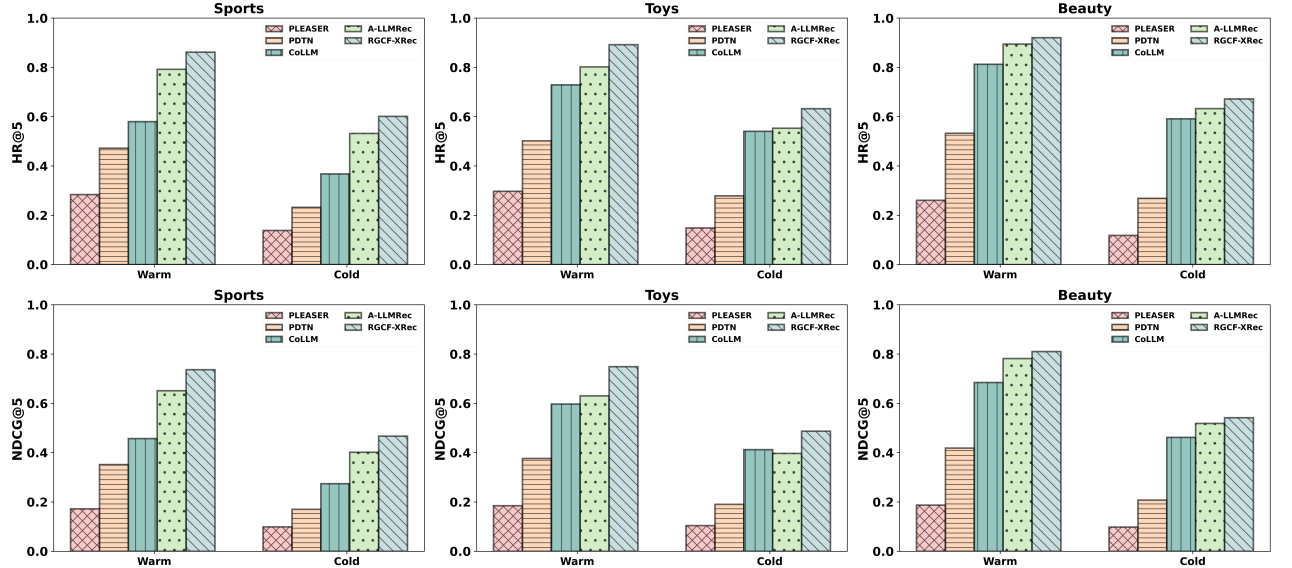 Sports
HR@5
1.0
0.8
0.6
0.4
0.2
0.0
PLEASER A-LLMRec
PDTN RGCF-XRec
CoLLM
Warm Cold
Toys
HR@5
1.0
0.8
0.6
0.4
0.2
0.0
PLEASER A-LLMRec
PDTN RGCF-XRec
CoLLM
Warm Cold
Beauty
HR@5
1.0
0.8
0.6
0.4
0.2
0.0
PLEASER A-LLMRec
PDTN RGCF-XRec
CoLLM
Warm Cold
Sports
NDCG@5
1.0
0.8
0.6
0.4
0.2
0.0
PLEASER A-LLMRec
PDTN RGCF-XRec
CoLLM
Warm Cold
Toys
NDCG@5
1.0
0.8
0.6
0.4
0.2
0.0
PLEASER A-LLMRec
PDTN RGCF-XRec
CoLLM
Warm Cold
Beauty
NDCG@5
1.0
0.8
0.6
0.4
0.2
0.0
PLEASER A-LLMRec
PDTN RGCF-XRec
CoLLM
Warm Cold